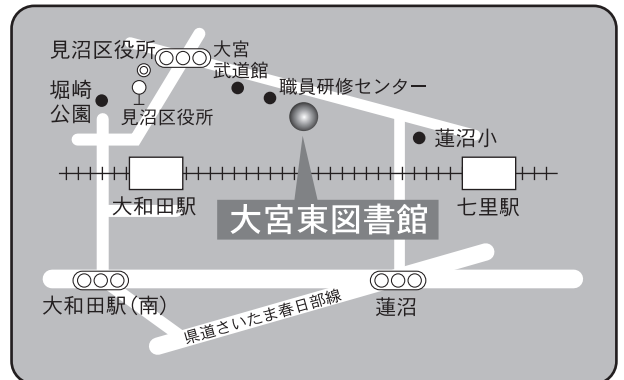 見沼区役所
大宮
武道館
職員研修センター
堀崎
公園
見沼区役所
蓮沼小
大和田駅
大宮東図書館
七里駅
大和田駅(南)
県道さいたま春日部線
蓮沼